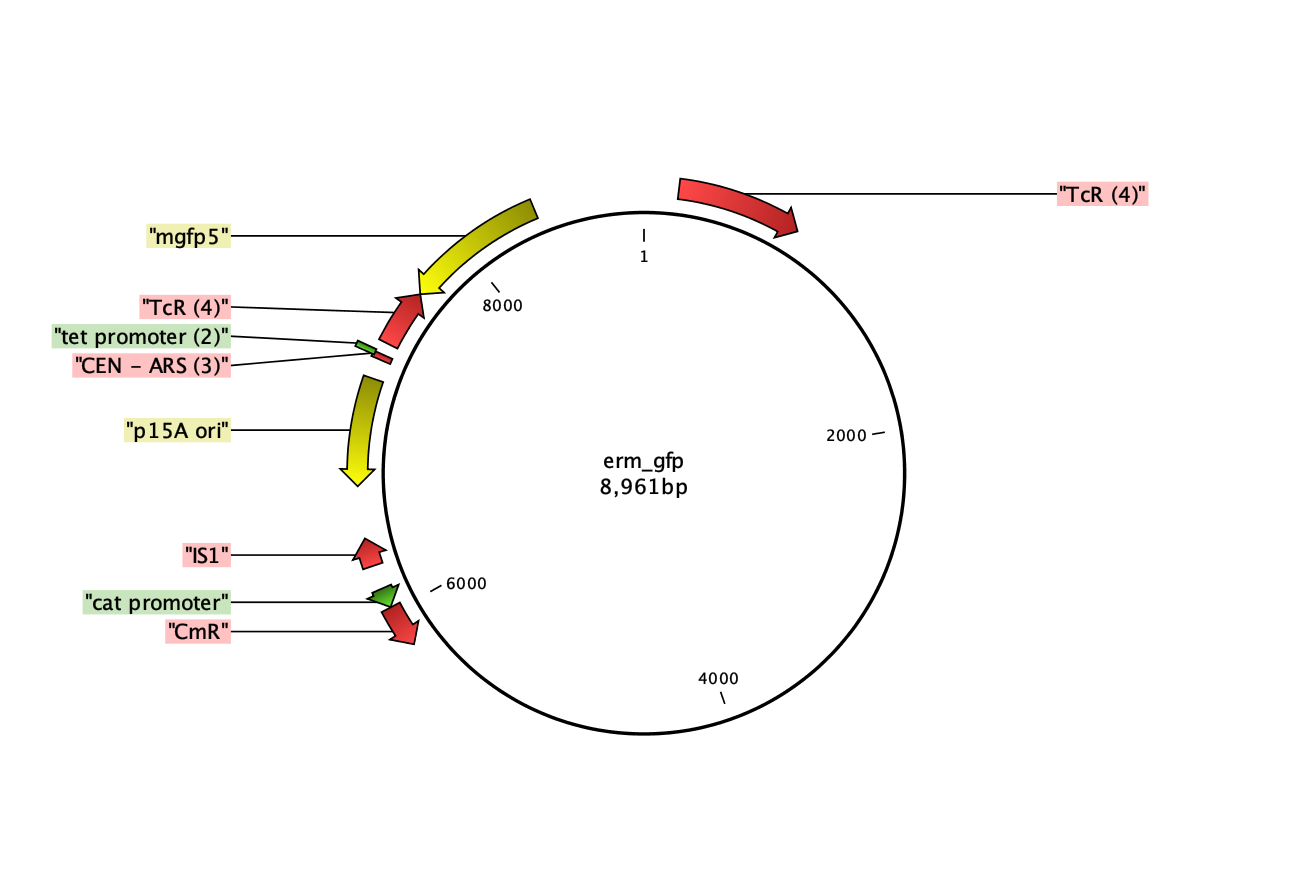 "TcR (4)"
"mgfp5"
1
8000
"TcR (4)"
"tet promoter (2)"
"CEN – ARS (3)"
"p15A ori"
2000
erm_gfp
8,961bp
"IS1"
6000
"cat promoter"
"CmR"
4000